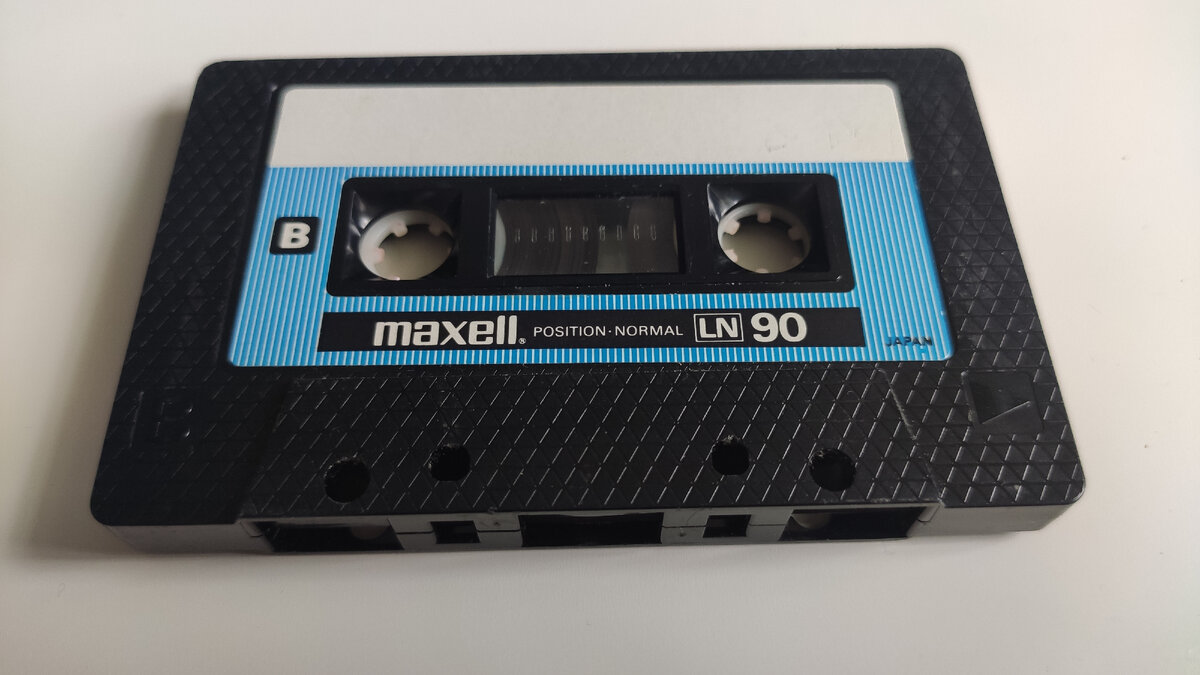 B
maxell® POSITION·NORMAL LN 90
JAPAN
B